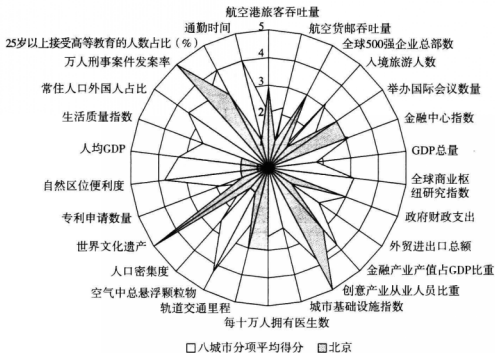 航空港旅客吞吐量
航空货邮吞吐量
全球500强企业总部数
入境旅游人数
举办国际会议数量
金融中心指数
GDP总量
全球商业枢
纽研究指数
政府财政支出
外贸进出口总额
金融产业产值占GDP比重
创意产业从业人员比重
城市基础设施指数
每十万人拥有医生数
轨道交通里程
空气中总悬浮颗粒物
人口密集度
世界文化遗产
专利申请数量
自然区位便利度
人均GDP
生活质量指数
常住人口外国人占比
万人刑事案件发案率
25岁以上接受高等教育的人数占比（%）
通勤时间
5
4
3
2
八城市分项平均得分
北京